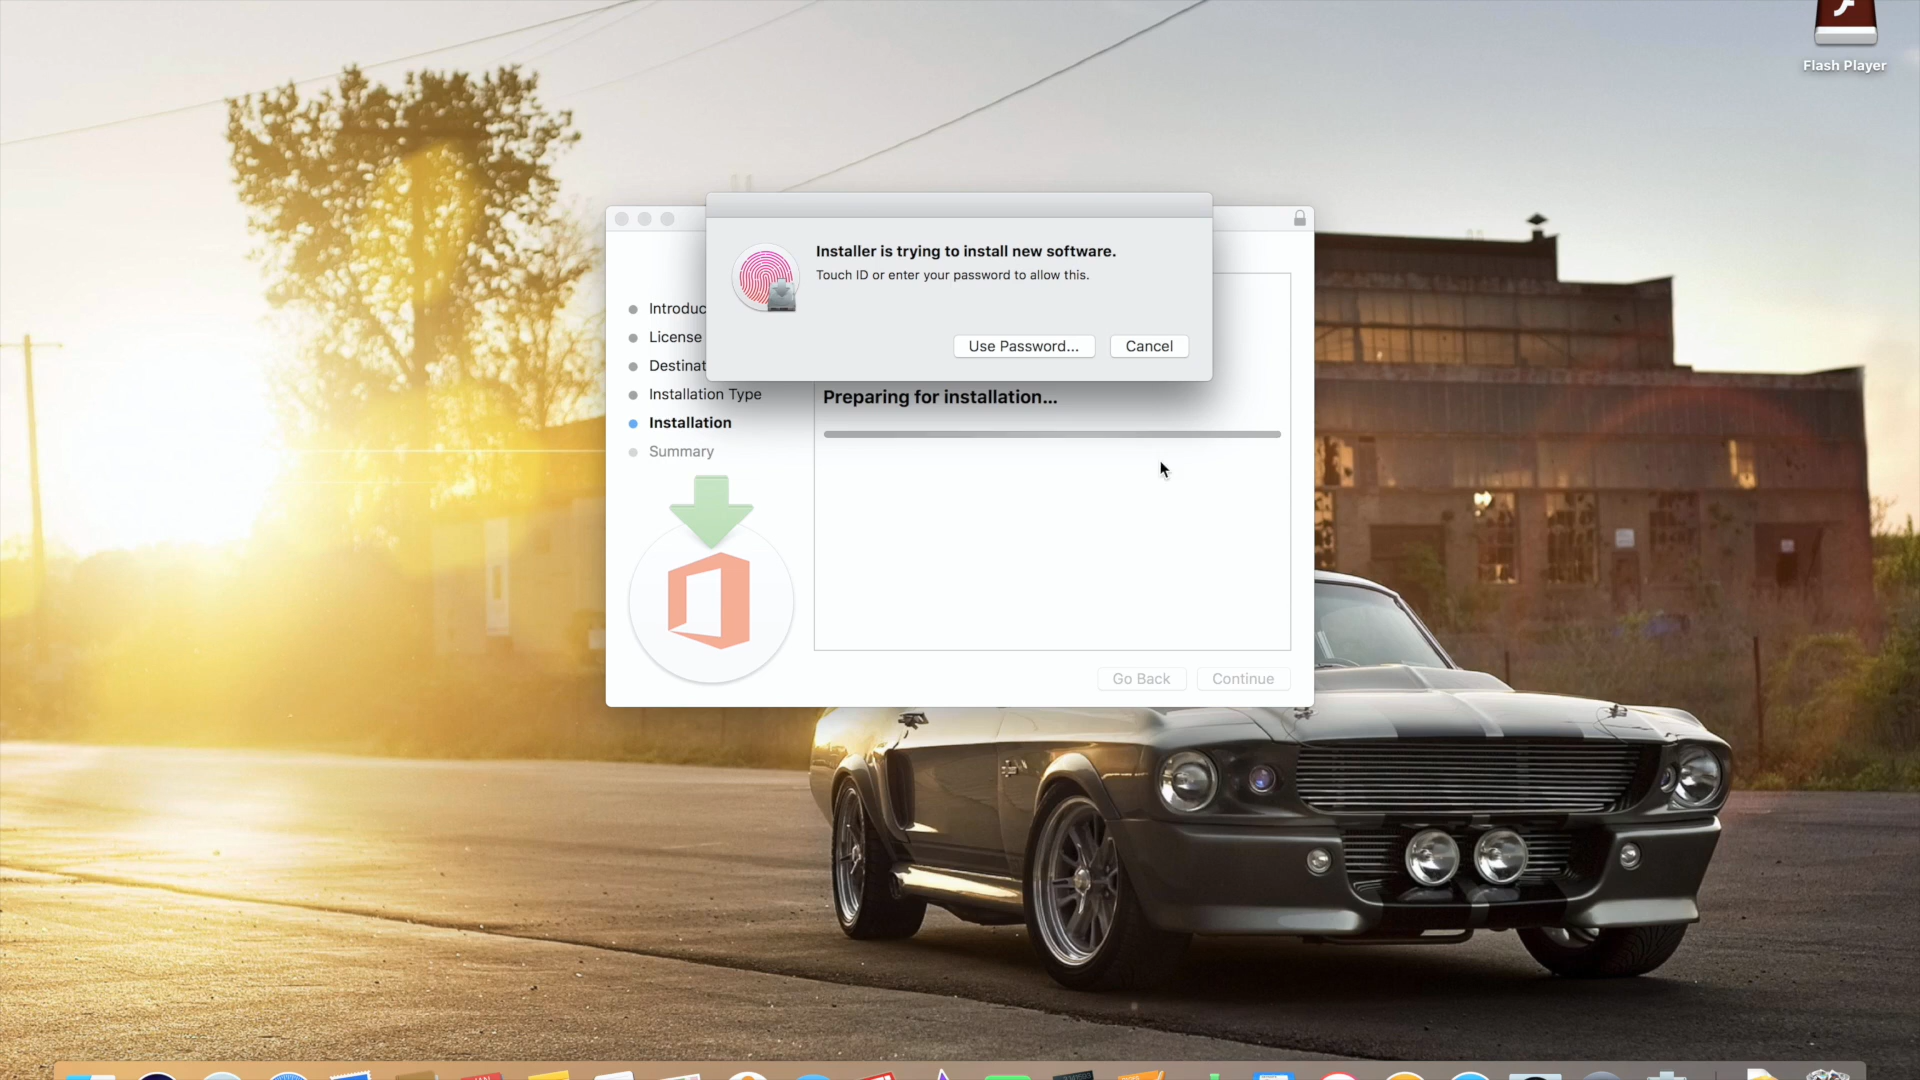 Flash Player
Installer is trying to install new software.
Touch ID or enter your password to allow this.
Use Password...
Cancel
Introduc
License
Destinat
Installation Type
Installation
Summary
Preparing for installation...
Go Back
Continue